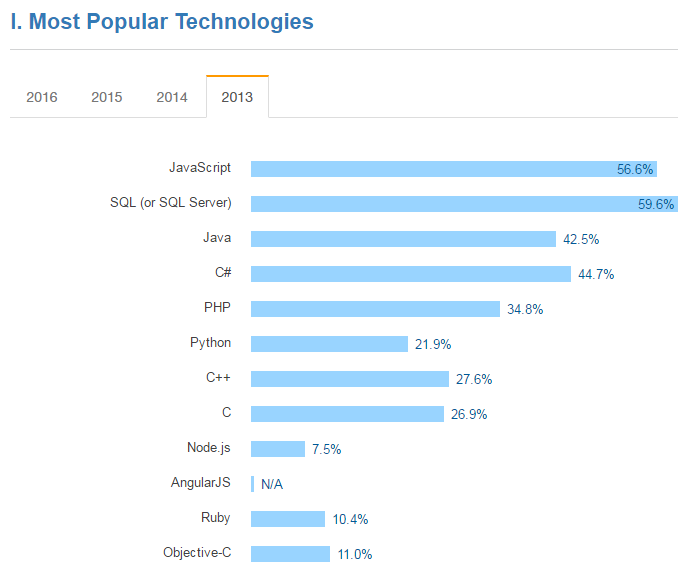 I. Most Popular Technologies
2016 2015 2014 2013
JavaScript 56.6%
SQL (or SQL Server) 59.6%
Java 42.5%
C# 44.7%
PHP 34.8%
Python 21.9%
C++ 27.6%
C 26.9%
Node.js 7.5%
AngularJS N/A
Ruby 10.4%
Objective-C 11.0%